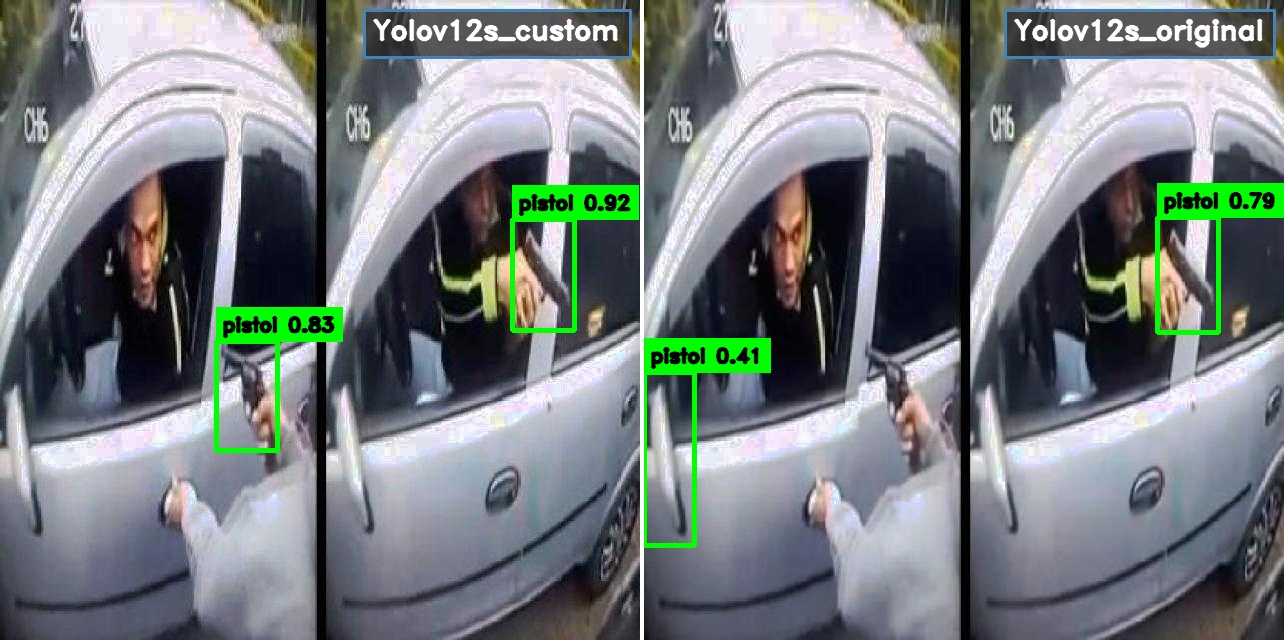 Yolov12s_custom
Yolov12s_original
CH6
CH6
CH6
CH6
pistol 0.92
pistol 0.79
pistol 0.83
pistol 0.41